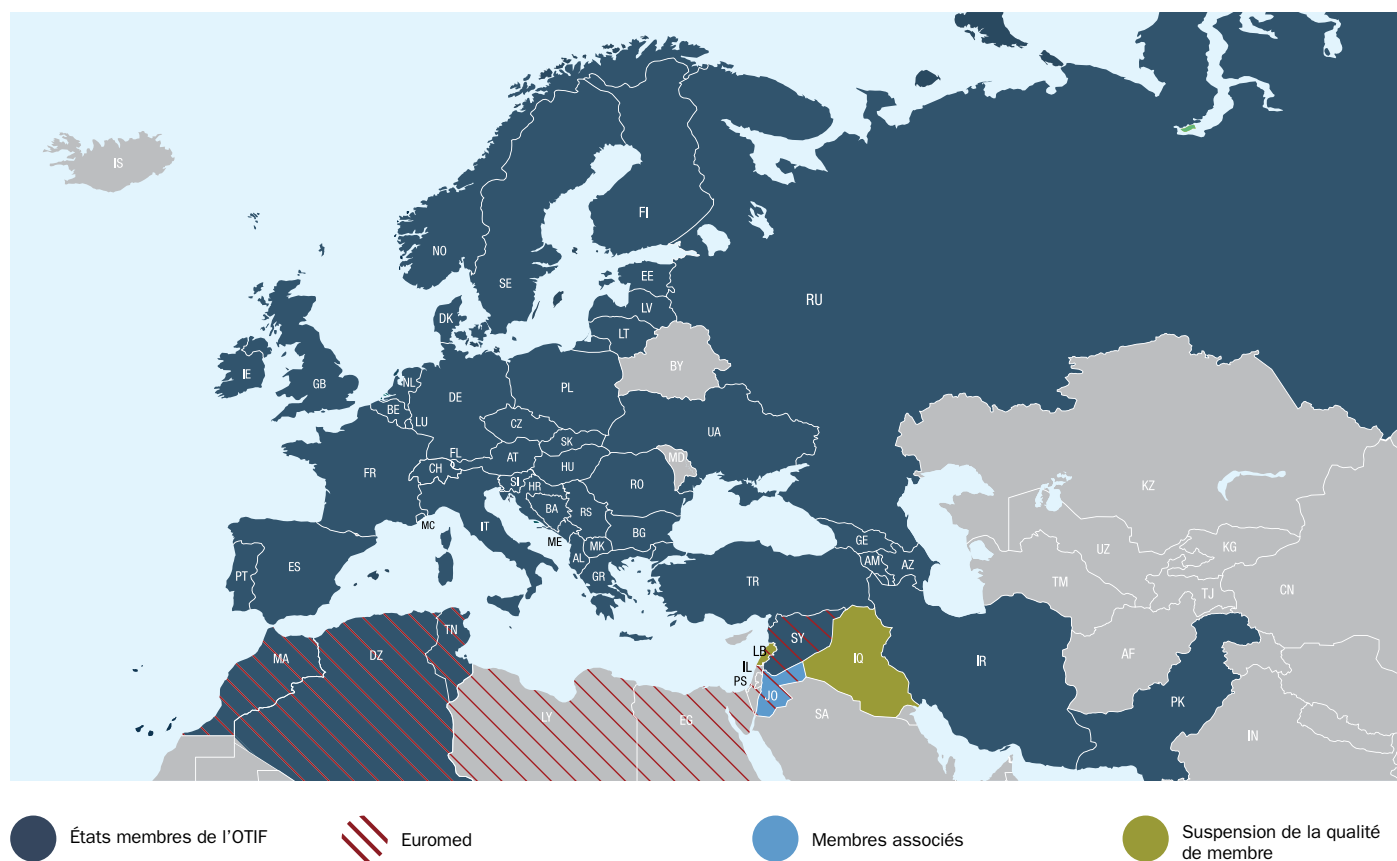 IS
NO
SE
FI
EE
LV
LT
DK
RU
IE
GB
NL
BE
LU
DE
PL
BY
CZ
SK
UA
FR
FL
CH
AT
HU
MD
SI
HR
RO
KZ
MC
IT
BA
RS
ME
MK
BG
AL
GR
PT
ES
TR
GE
AM
AZ
UZ
KG
TM
TJ
CN
MA
DZ
TN
SY
LB
IL
PS
JO
IQ
IR
AF
PK
LY
EG
SA
IN
États membres de l’OTIF
Euromed
Membres associés
Suspension de la qualité
de membre